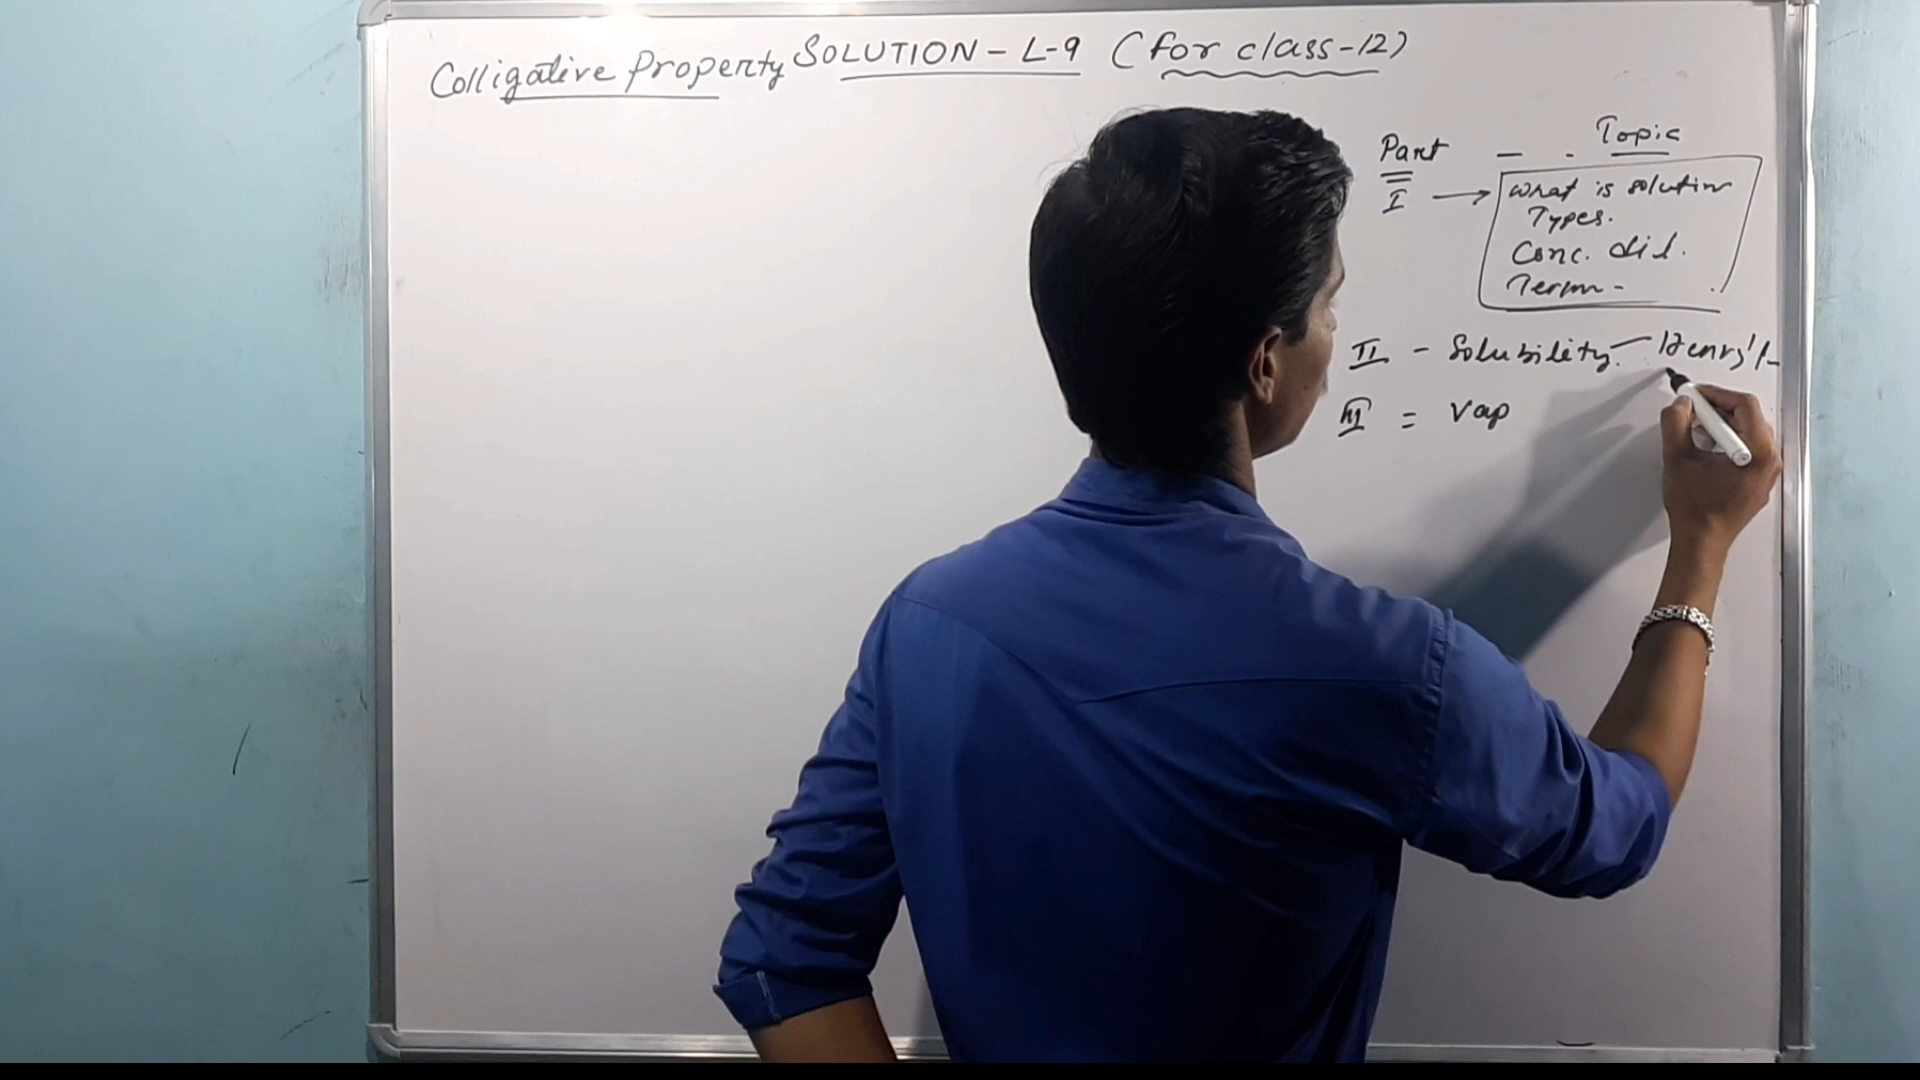 Colligative Property SOLUTION - L-9 (for class-12)
Part - - Topic
I → What is solution
Types.
Conc. dil.
Term -
II - Solubility - Henry's
III = Vap